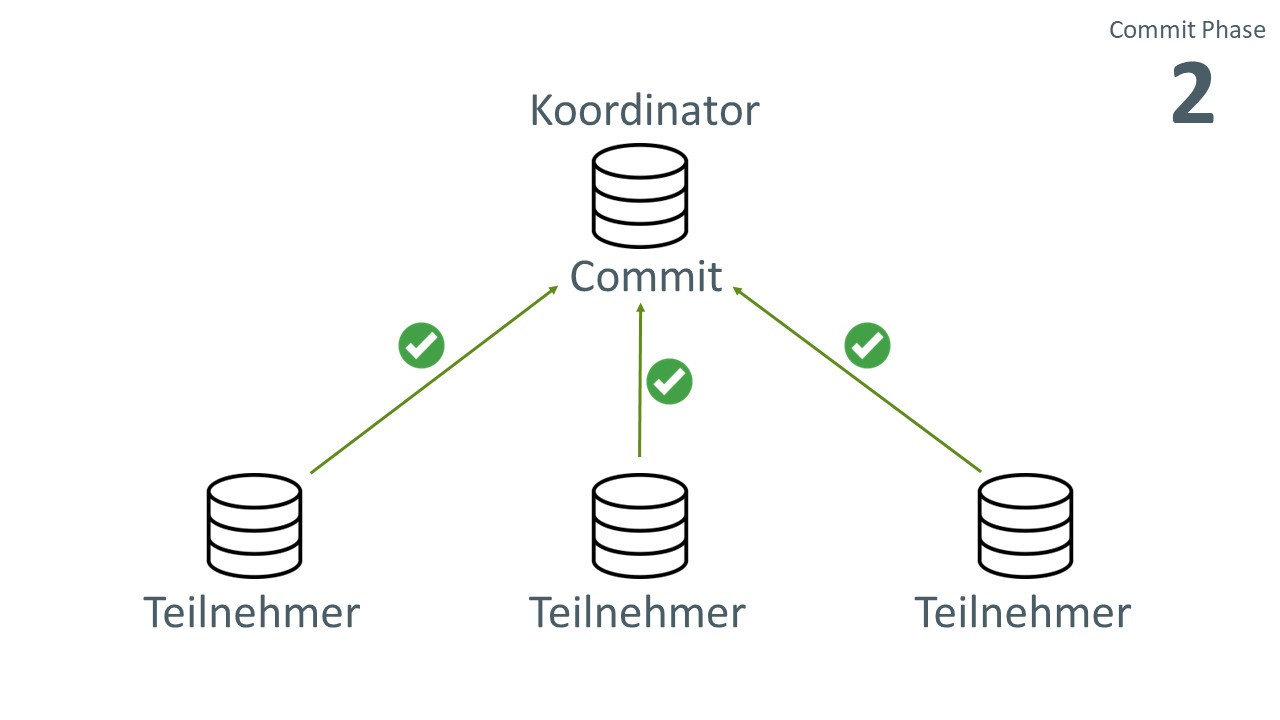 Commit Phase
2
Koordinator
Commit
Teilnehmer
Teilnehmer
Teilnehmer